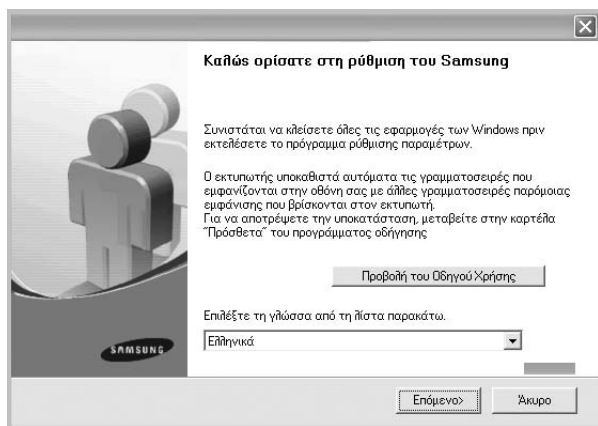 Καλώς ορίσατε στη ρύθμιση του Samsung
Συνιστάται να κλείσετε όλες τις εφαρμογές των Windows πριν
εκτελέσετε το πρόγραμμα ρύθμισης παραμέτρων.
Ο εκτυπωτής υποκαθιστά αυτόματα τις γραμματοσειρές που
εμφανίζονται στην οθόνη σας με άλλες γραμματοσειρές παρόμοιας
εμφάνισης που βρίσκονται στον εκτυπωτή.
Για να αποτρέψετε την υποκατάσταση, μεταβείτε στην καρτέλα
"Πρόσθετα" του προγράμματος οδήγησης
Προβολή του Οδηγού Χρήσης
Επιλέξτε τη γλώσσα από τη λίστα παρακάτω.
SAMSUNG
Ελληνικά
Επόμενο>
Άκυρο